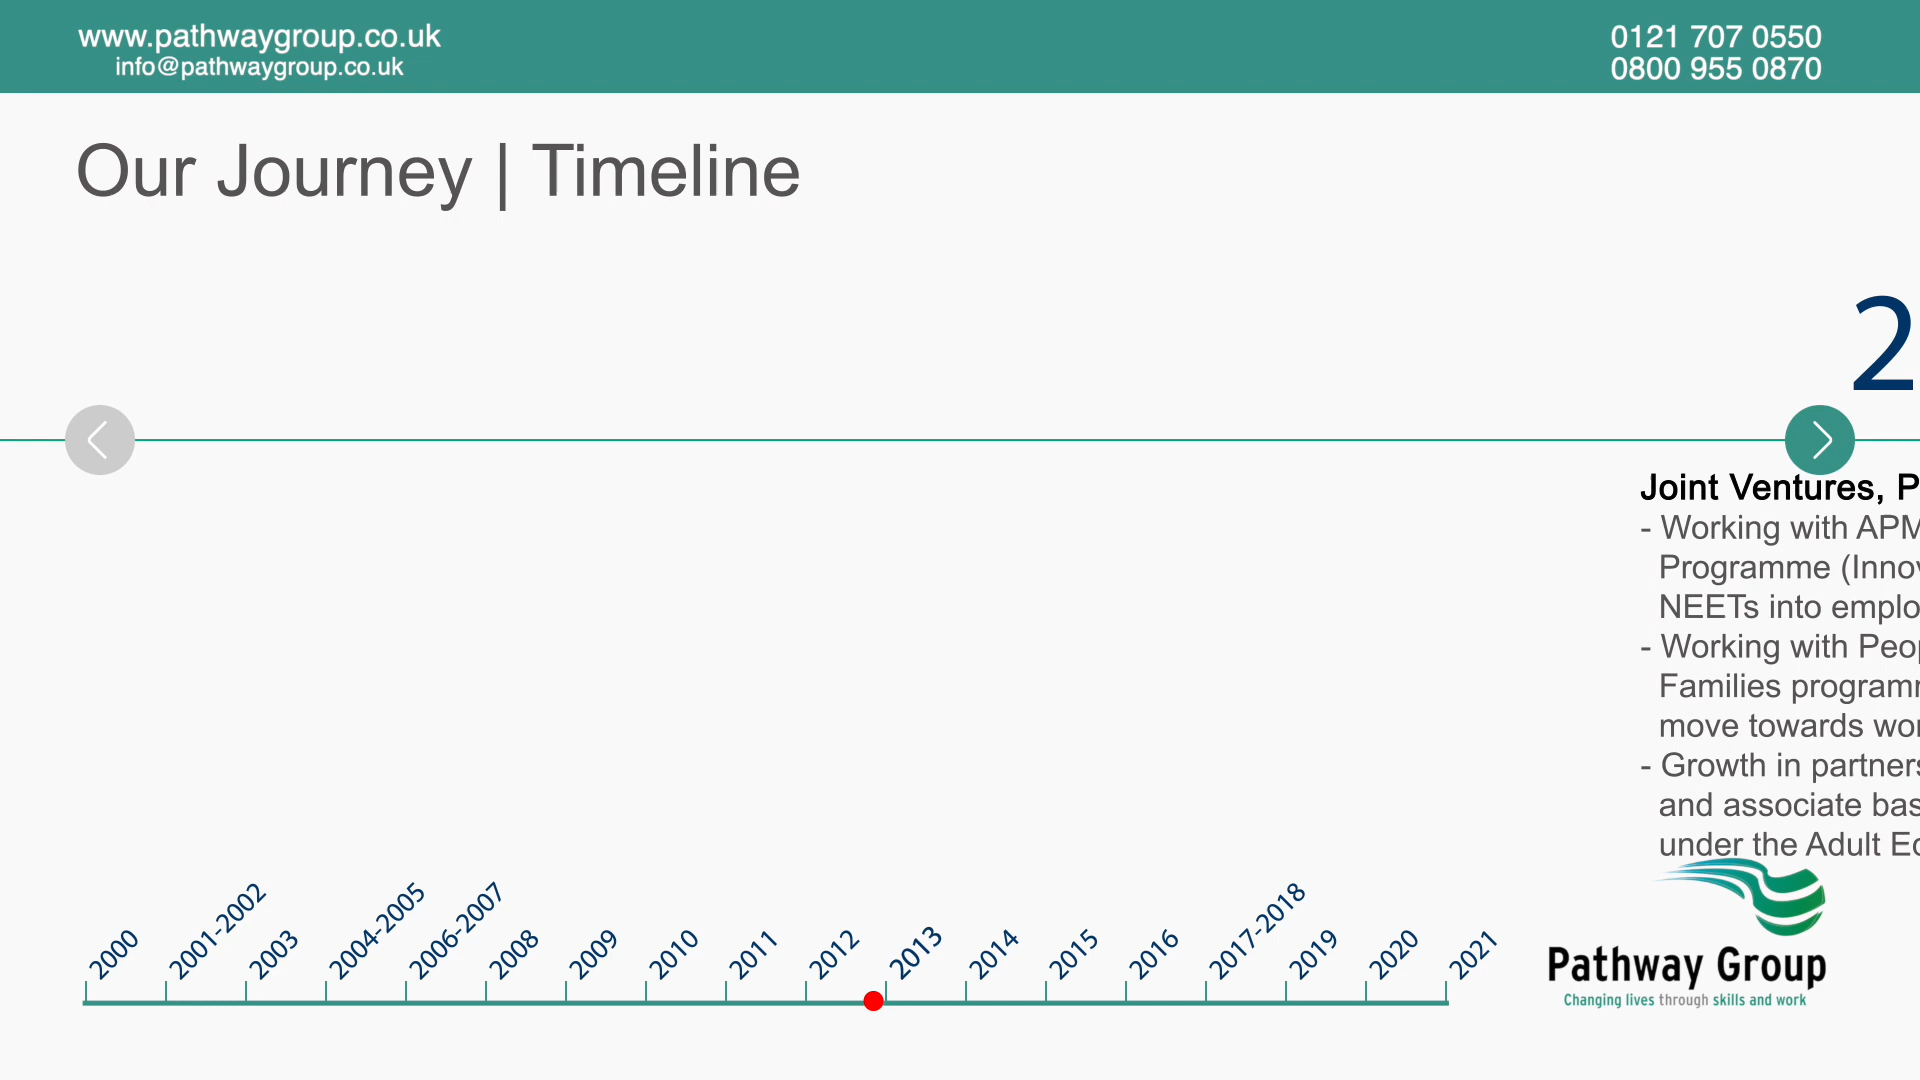 www.pathwaygroup.co.uk
info@pathwaygroup.co.uk
0121 707 0550
0800 955 0870
Our Journey | Timeline
2
Joint Ventures, P
- Working with APM
Programme (Inno
NEETs into emplo
- Working with Peo
Families program
move towards wor
- Growth in partners
and associate bas
under the Adult Ed
2000
2001-2002
2003
2004-2005
2006-2007
2008
2009
2010
2011
2012
2013
2014
2015
2016
2017-2018
2019
2020
2021
Pathway Group
Changing lives through skills and work